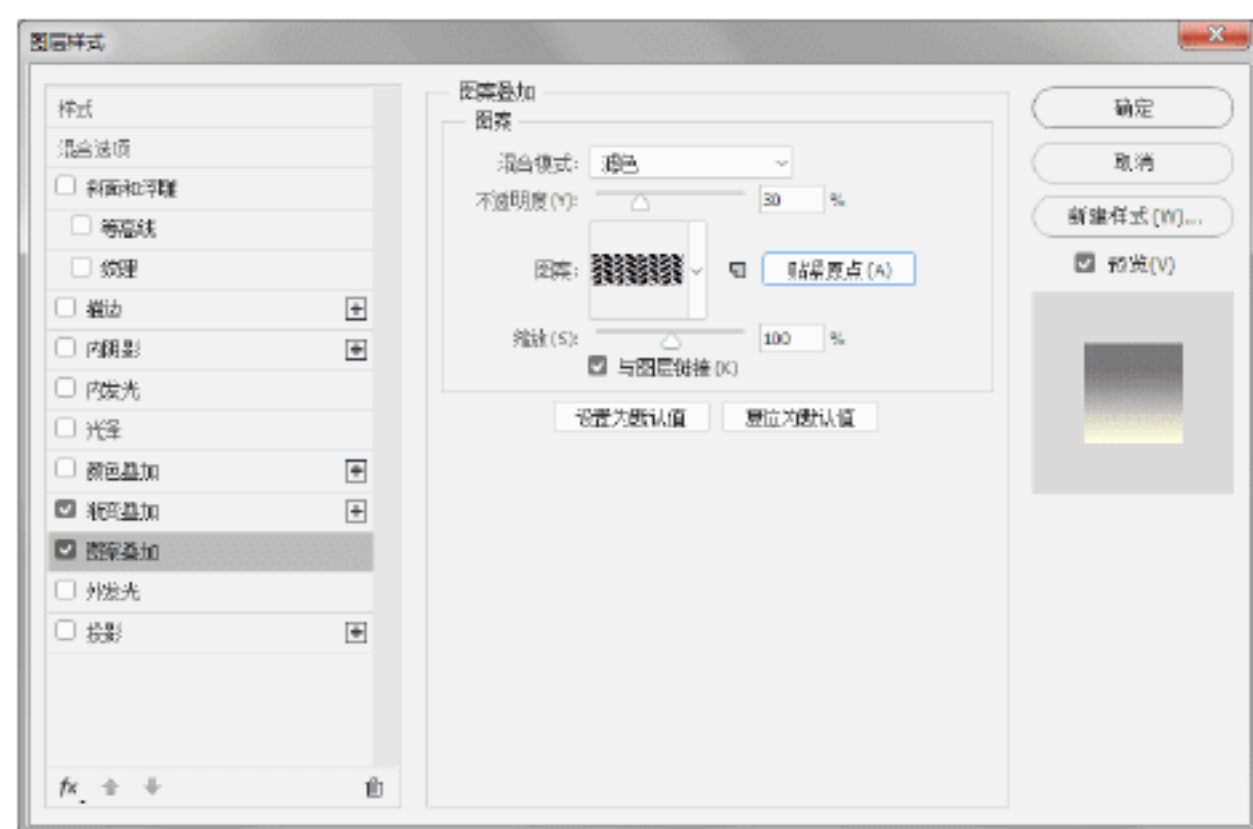 图层样式
样式
混合选项
斜面和浮雕
等高线
纹理
描边
内阴影
内发光
光泽
颜色叠加
渐变叠加
图案叠加
外发光
投影
fx
图案叠加
图案
混合模式: 滤色
不透明度(Y): 30 %
图案: 贴紧原点(A)
缩放(S): 100 %
与图层链接(K)
设置为默认值 复位为默认值
确定
取消
新建样式(W)...
预览(V)